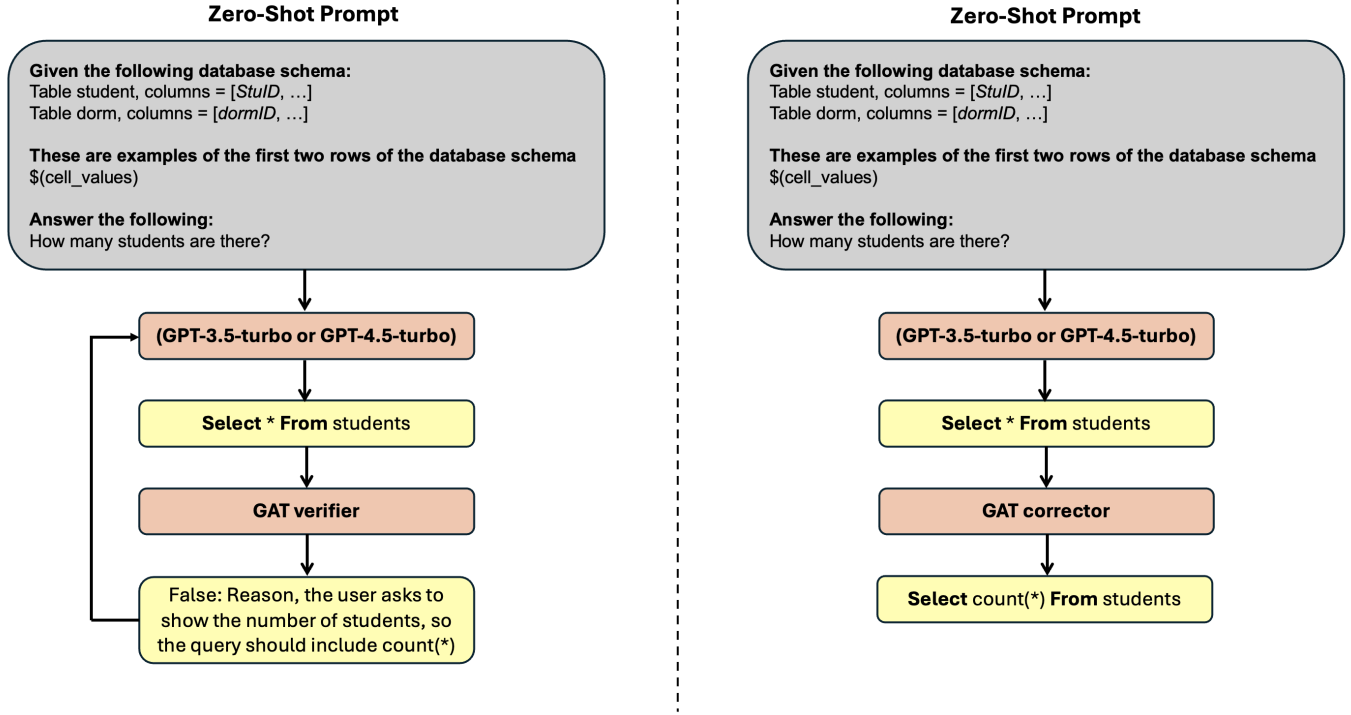 Zero-Shot Prompt
Given the following database schema:
Table student, columns = [StuID, …]
Table dorm, columns = [dormID, …]
These are examples of the first two rows of the database schema
$(cell_values)
Answer the following:
How many students are there?
(GPT-3.5-turbo or GPT-4.5-turbo)
Select * From students
GAT verifier
False: Reason, the user asks to
show the number of students, so
the query should include count(*)
Zero-Shot Prompt
Given the following database schema:
Table student, columns = [StuID, …]
Table dorm, columns = [dormID, …]
These are examples of the first two rows of the database schema
$(cell_values)
Answer the following:
How many students are there?
(GPT-3.5-turbo or GPT-4.5-turbo)
Select * From students
GAT corrector
Select count(*) From students